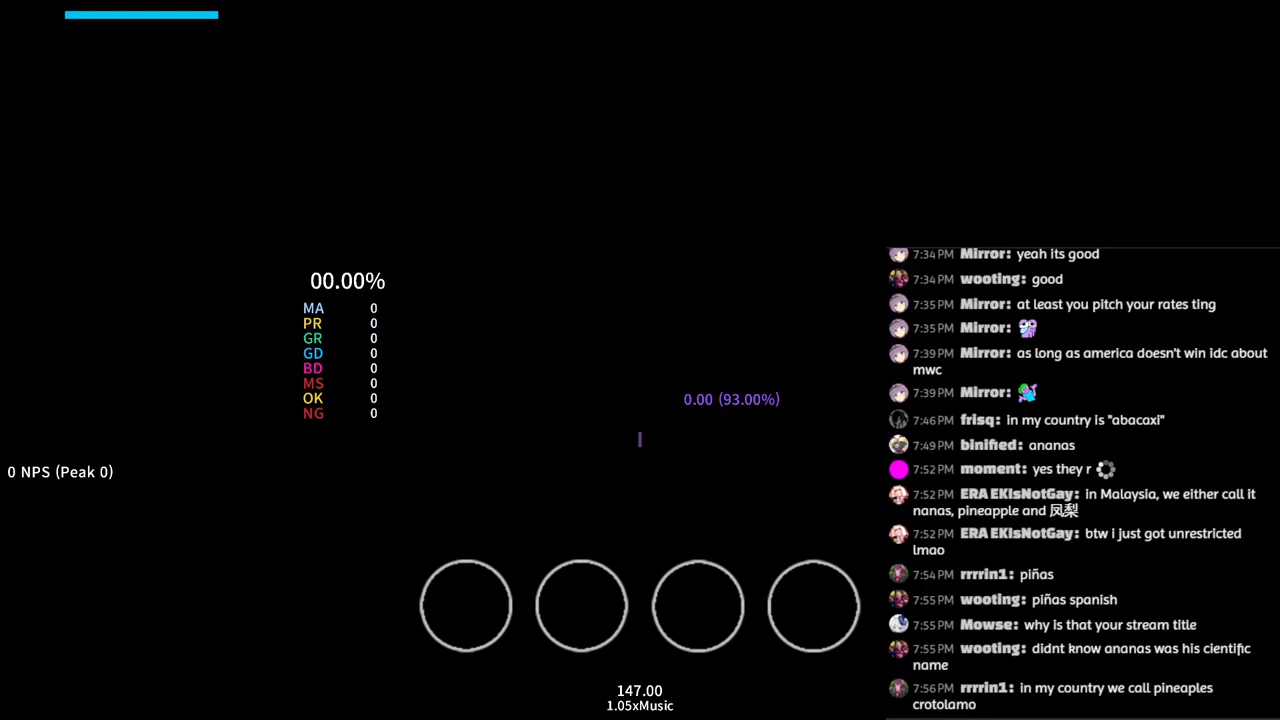 00.00%
MA 0
PR 0
GR 0
GD 0
BD 0
MS 0
OK 0
NG 0
0.00 (93.00%)
0 NPS (Peak 0)
147.00
1.05xMusic
7:34 PM Mirror: yeah its good
7:34 PM wooting: good
7:35 PM Mirror: at least you pitch your rates ting
7:35 PM Mirror:
7:39 PM Mirror: as long as america doesn't win idc about
mwc
7:39 PM Mirror:
7:46 PM frisq: in my country is "abacaxi"
7:49 PM binified: ananas
7:52 PM moment: yes they r
7:52 PM ERA EKIsNotGay: in Malaysia, we either call it
nanas, pineapple and 凤梨
7:52 PM ERA EKIsNotGay: btw i just got unrestricted
lmao
7:54 PM rrrrin1: piñas
7:55 PM wooting: piñas spanish
7:55 PM Mowse: why is that your stream title
7:55 PM wooting: didnt know ananas was his cientific
name
7:56 PM rrrrin1: in my country we call pineaples
crotolamo